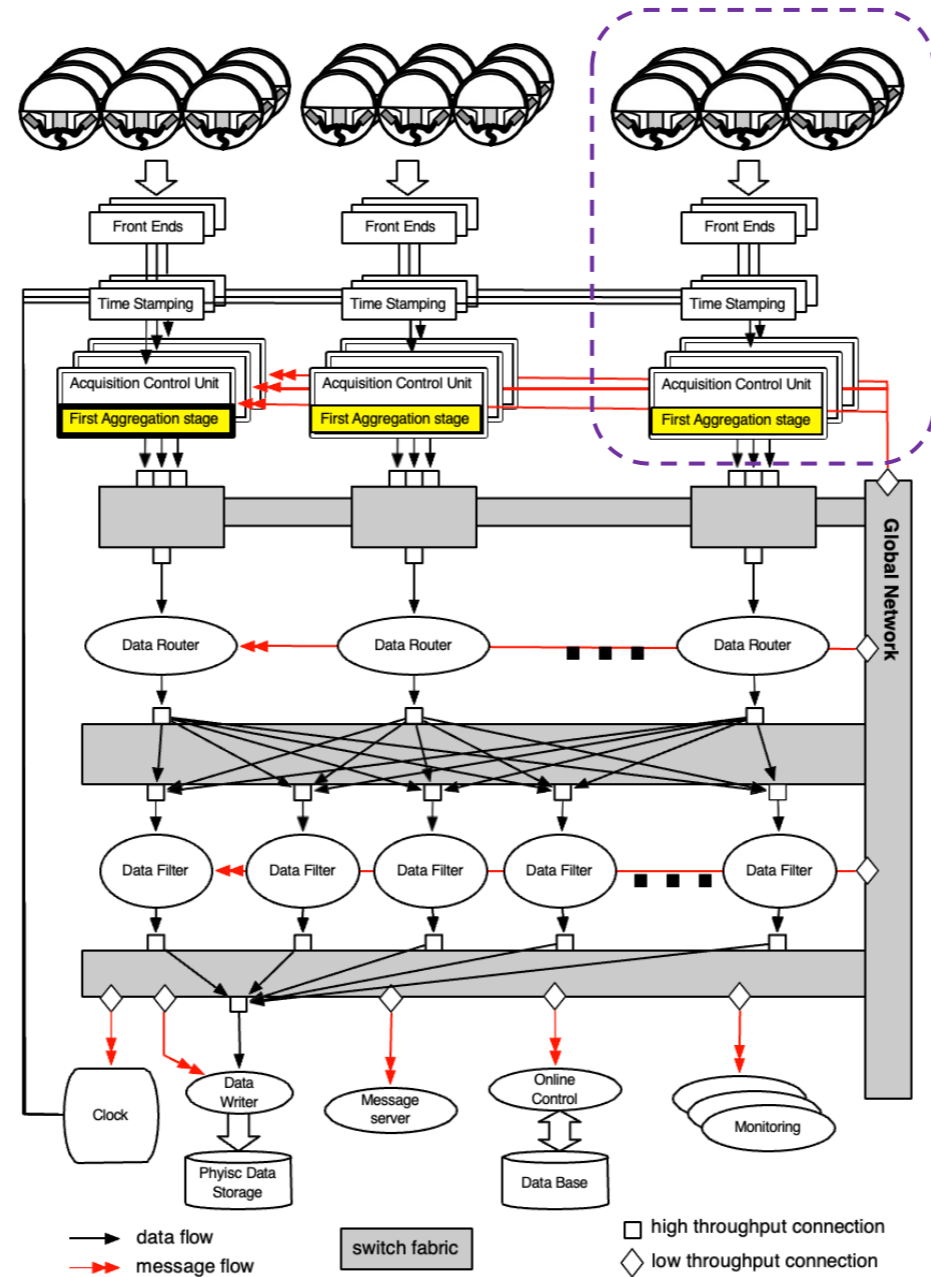 Front Ends
Front Ends
Front Ends
Time Stamping
Time Stamping
Time Stamping
Acquisition Control Unit
First Aggregation stage
Acquisition Control Unit
First Aggregation stage
Acquisition Control Unit
First Aggregation stage
Global Network
Data Router
Data Router
Data Router
Data Filter
Data Filter
Data Filter
Data Filter
Data Filter
Clock
Data
Writer
Message
server
Online
Control
Monitoring
Phyisc Data
Storage
Data Base
data flow
message flow
switch fabric
high throughput connection
low throughput connection